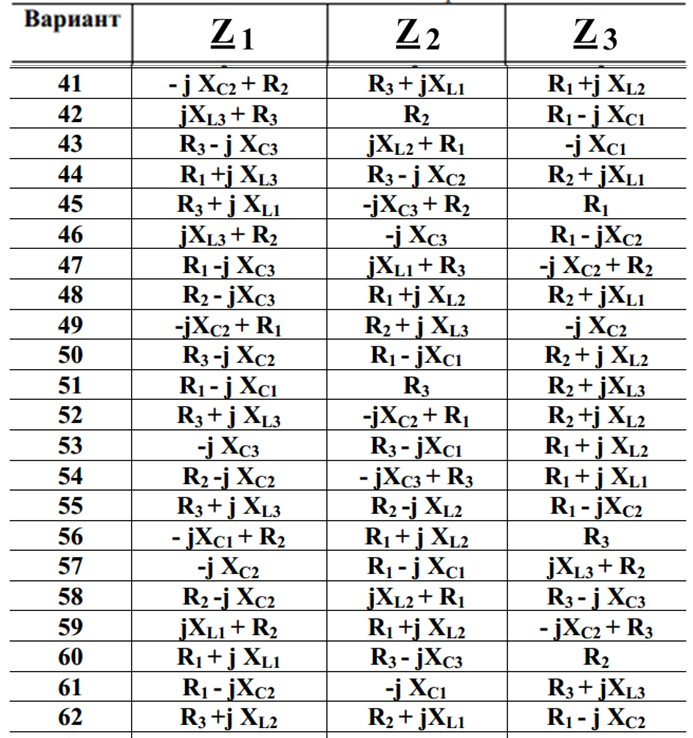 Вариант Z 1 Z 2 Z 3
41 - j XC2 + R2 R3 + jXL1 R1 +j XL2
42 jXL3 + R3 R2 R1 - j XC1
43 R3 - j XC3 jXL2 + R1 -j XC1
44 R1 +j XL3 R3 - j XC2 R2 + jXL1
45 R3 + j XL1 -jXC3 + R2 R1
46 jXL3 + R2 -j XC3 R1 - jXC2
47 R1 -j XC3 jXL1 + R3 -j XC2 + R2
48 R2 - jXC3 R1 +j XL2 R2 + jXL1
49 -jXC2 + R1 R2 + j XL3 -j XC2
50 R3 -j XC2 R1 - jXC1 R2 + j XL2
51 R1 - j XC1 R3 R2 + jXL3
52 R3 + j XL3 -jXC2 + R1 R2 +j XL2
53 -j XC3 R3 - jXC1 R1 + j XL2
54 R2 -j XC2 - jXC3 + R3 R1 + j XL1
55 R3 + j XL3 R2 -j XL2 R1 - jXC2
56 - jXC1 + R2 R1 + j XL2 R3
57 -j XC2 R1 - j XC1 jXL3 + R2
58 R2 -j XC2 jXL2 + R1 R3 - j XC3
59 jXL1 + R2 R1 +j XL2 - jXC2 + R3
60 R1 + j XL1 R3 - jXC3 R2
61 R1 - jXC2 -j XC1 R3 + jXL3
62 R3 +j XL2 R2 + jXL1 R1 - j XC2